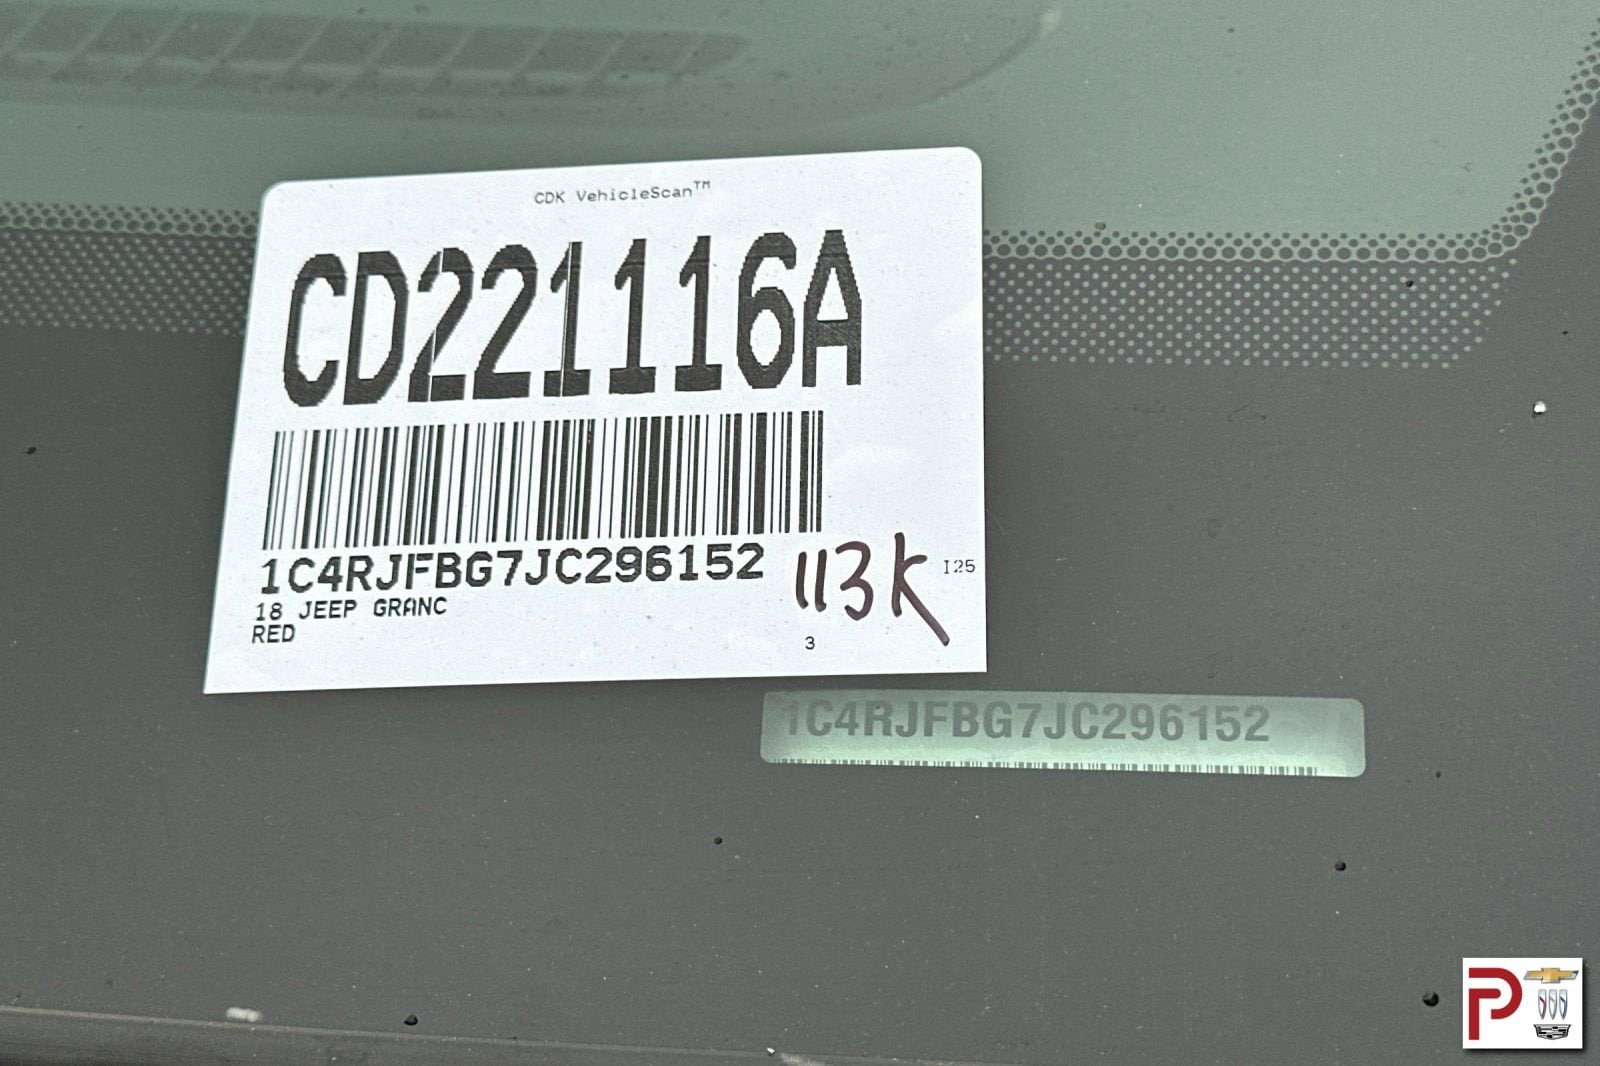 CDK VehicleScan™
CD221116A
1C4RJFBG7JC296152
113K
I25
18 JEEP GRANC
RED
3
1C4RJFBG7JC296152
P